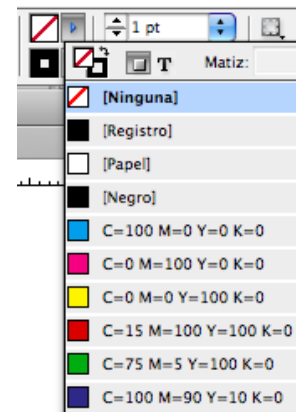 1 pt
T Matiz:
[Ninguna]
[Registro]
[Papel]
[Negro]
C=100 M=0 Y=0 K=0
C=0 M=100 Y=0 K=0
C=0 M=0 Y=100 K=0
C=15 M=100 Y=100 K=0
C=75 M=5 Y=100 K=0
C=100 M=90 Y=10 K=0